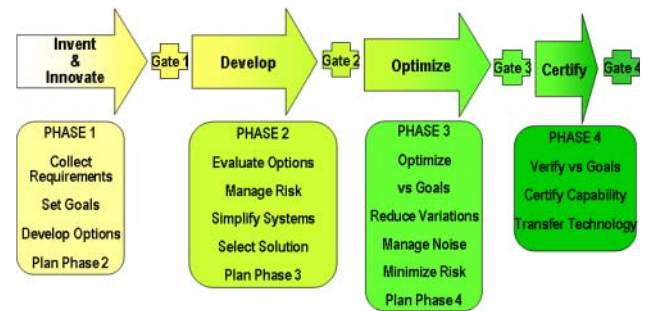 Invent
&
Innovate
Gate 1
Develop
Gate 2
Optimize
Gate 3
Certify
Gate 4
PHASE 1
Collect
Requirements
Set Goals
Develop Options
Plan Phase 2
PHASE 2
Evaluate Options
Manage Risk
Simplify Systems
Select Solution
Plan Phase 3
PHASE 3
Optimize
vs Goals
Reduce Variations
Manage Noise
Minimize Risk
Plan Phase 4
PHASE 4
Verify vs Goals
Certify Capability
Transfer Technology